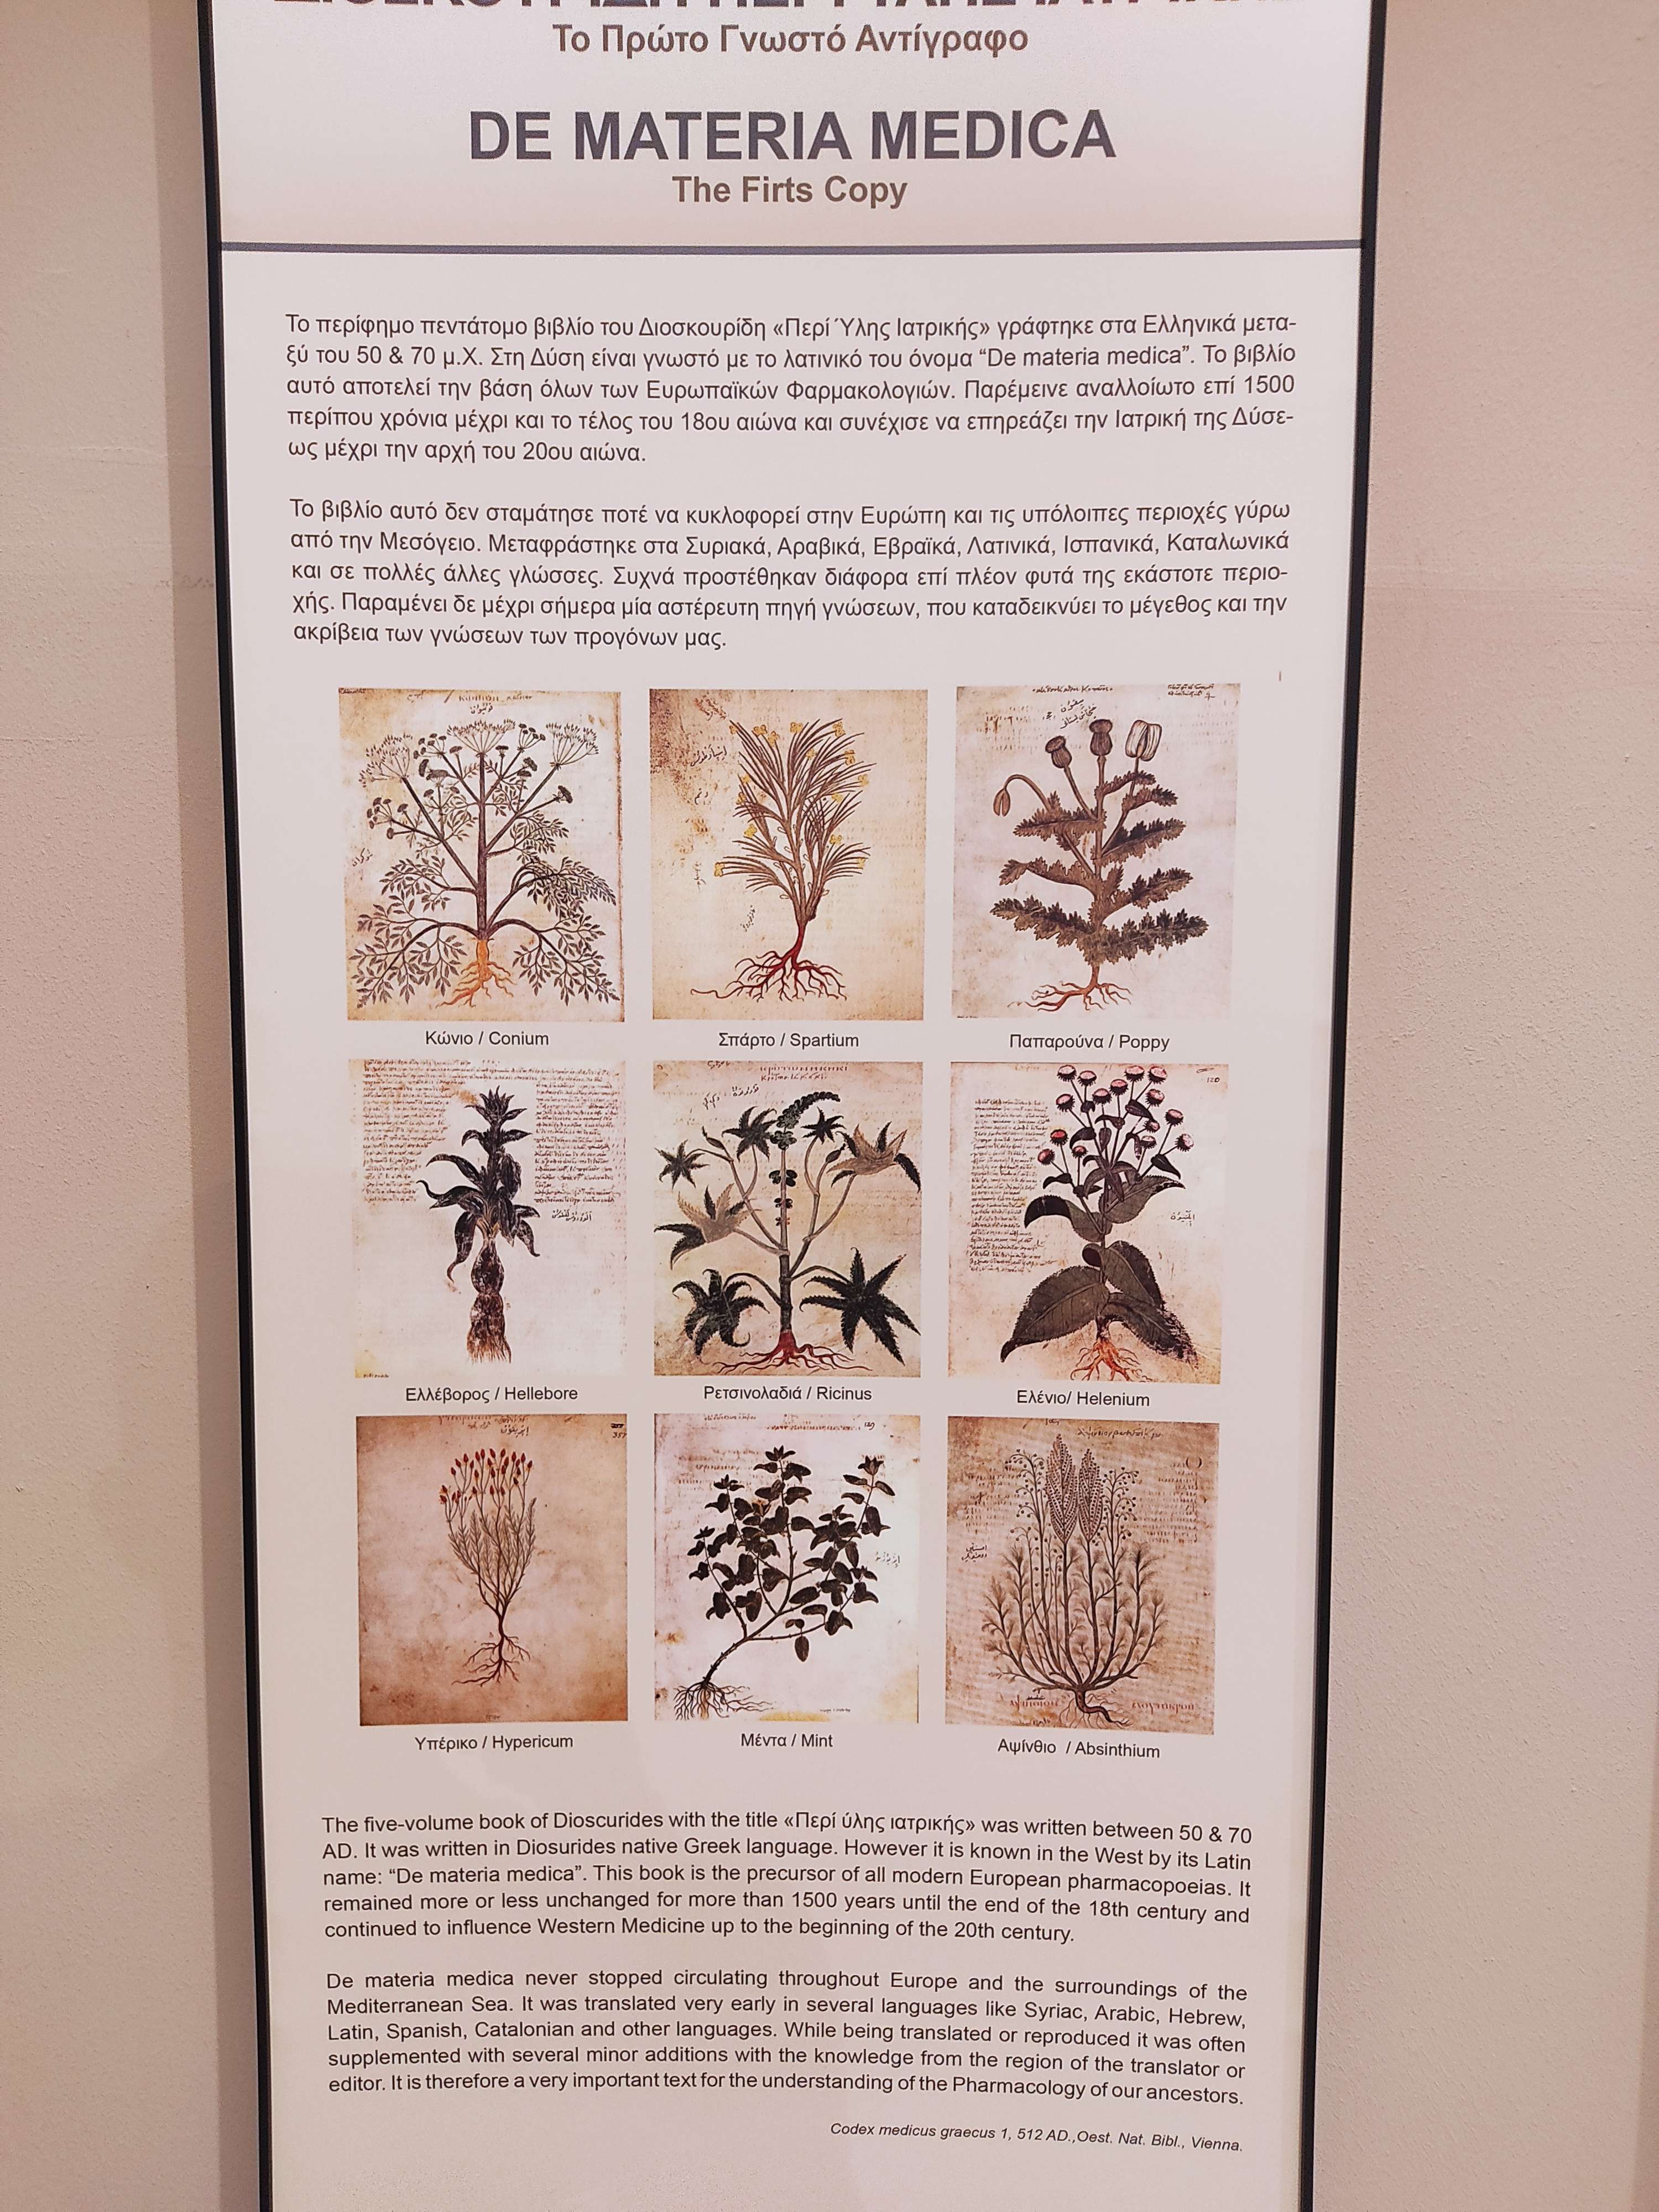 Το Πρώτο Γνωστό Αντίγραφο
DE MATERIA MEDICA
The Firts Copy
Το περίφημο πεντάτομο βιβλίο του Διοσκουρίδη «Περί Ύλης Ιατρικής» γράφτηκε στα Ελληνικά μετα-
ξύ του 50 & 70 μ.Χ. Στη Δύση είναι γνωστό με το λατινικό του όνομα “De materia medica”. Το βιβλίο
αυτό αποτελεί την βάση όλων των Ευρωπαϊκών Φαρμακολογιών. Παρέμεινε αναλλοίωτο επί 1500
περίπου χρόνια μέχρι και το τέλος του 18ου αιώνα και συνέχισε να επηρεάζει την Ιατρική της Δύσε-
ως μέχρι την αρχή του 20ου αιώνα.
Το βιβλίο αυτό δεν σταμάτησε ποτέ να κυκλοφορεί στην Ευρώπη και τις υπόλοιπες περιοχές γύρω
από την Μεσόγειο. Μεταφράστηκε στα Συριακά, Αραβικά, Εβραϊκά, Λατινικά, Ισπανικά, Καταλωνικά
και σε πολλές άλλες γλώσσες. Συχνά προστέθηκαν διάφορα επί πλέον φυτά της εκάστοτε περιο-
χής. Παραμένει δε μέχρι σήμερα μία αστέρευτη πηγή γνώσεων, που καταδεικνύει το μέγεθος και την
ακρίβεια των γνώσεων των προγόνων μας.
Κώνιο / Conium
Σπάρτο / Spartium
Παπαρούνα / Poppy
Ελλέβορος / Hellebore
Ρετσινολαδιά / Ricinus
Ελένιο/ Helenium
Υπέρικο / Hypericum
Μέντα / Mint
Αψίνθιο / Absinthium
The five-volume book of Dioscurides with the title «Περί ύλης ιατρικής» was written between 50 & 70
AD. It was written in Diosurides native Greek language. However it is known in the West by its Latin
name: “De materia medica”. This book is the precursor of all modern European pharmacopoeias. It
remained more or less unchanged for more than 1500 years until the end of the 18th century and
continued to influence Western Medicine up to the beginning of the 20th century.
De materia medica never stopped circulating throughout Europe and the surroundings of the
Mediterranean Sea. It was translated very early in several languages like Syriac, Arabic, Hebrew,
Latin, Spanish, Catalonian and other languages. While being translated or reproduced it was often
supplemented with several minor additions with the knowledge from the region of the translator or
editor. It is therefore a very important text for the understanding of the Pharmacology of our ancestors.
Codex medicus graecus 1, 512 AD.,Oest. Nat. Bibl., Vienna.